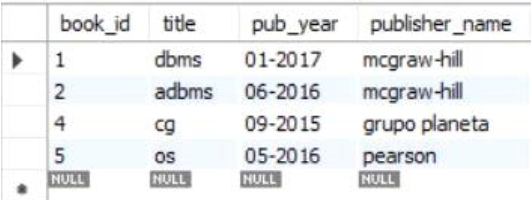 book_id title pub_year publisher_name
1 dbms 01-2017 mcgraw-hill
2 adbms 06-2016 mcgraw-hill
4 cg 09-2015 grupo planeta
5 os 05-2016 pearson
NULL NULL NULL NULL